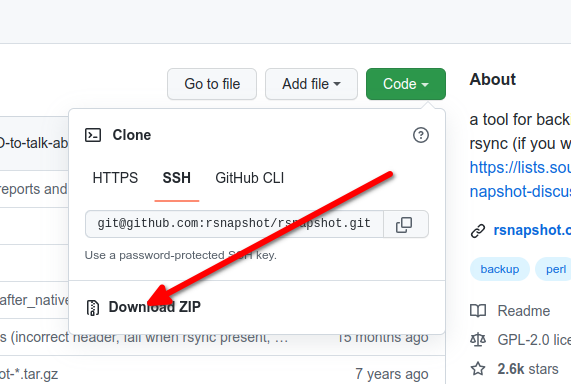 Go to file
Add file
Code
About
Clone
a tool for back
O-to-talk-ab
rsync (if you w
HTTPS
SSH
GitHub CLI
https://lists.sou
reports and
napshot-discus
git@github.com:rsnapshot/rsnapshot.git
rsnapshot.o
Use a password-protected SSH key.
backup
perl
after_native
Download ZIP
Readme
s (incorrect header, fail when rsync present, …
15 months ago
GPL-2.0 lice
2.6k stars
ot-*.tar.gz
7 years ago